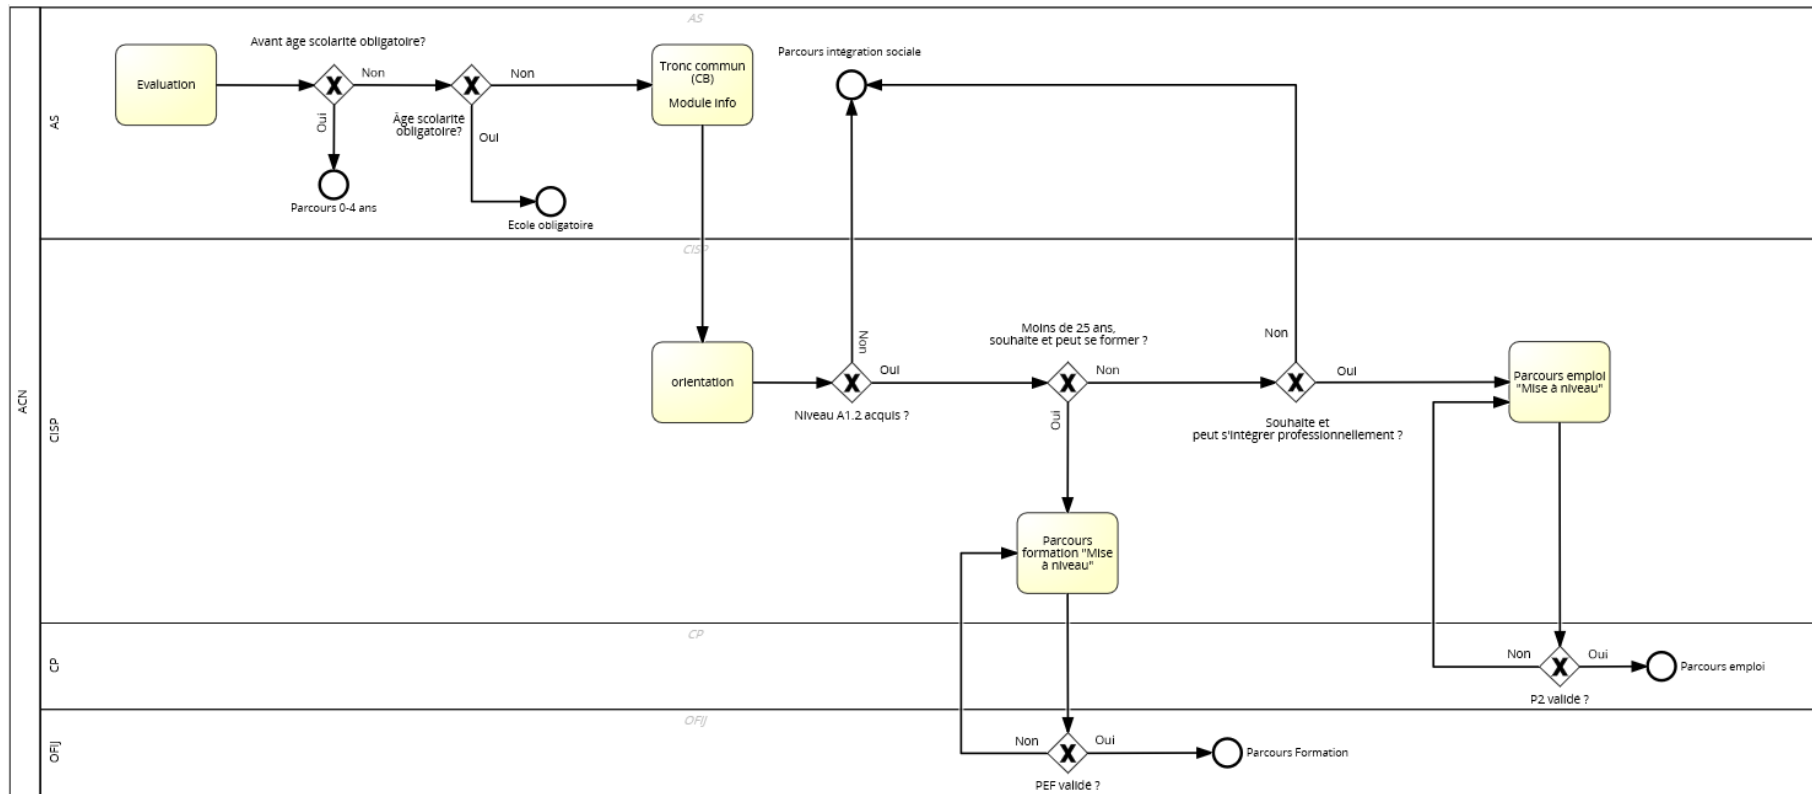 AS
Avant âge scolarité obligatoire?
Parcours intégration sociale
Evaluation
Non
Non
Tronc commun
(CB)
Module Info
Oui
Âge scolarité
obligatoire?
Oui
AS
Parcours 0-4 ans
Ecole obligatoire
CISP
Moins de 25 ans,
souhaite et peut se former ?
Non
Non
orientation
Oui
Non
Oui
Parcours emploi
"Mise à niveau"
Niveau A1.2 acquis ?
Oui
Souhaite et
peut s'intégrer professionnellement ?
ACN
CISP
Parcours
formation "Mise
à niveau"
CP
CP
Non
Oui
Parcours emploi
P2 validé ?
OFIJ
OFIJ
Non
Oui
Parcours Formation
PEF validé ?